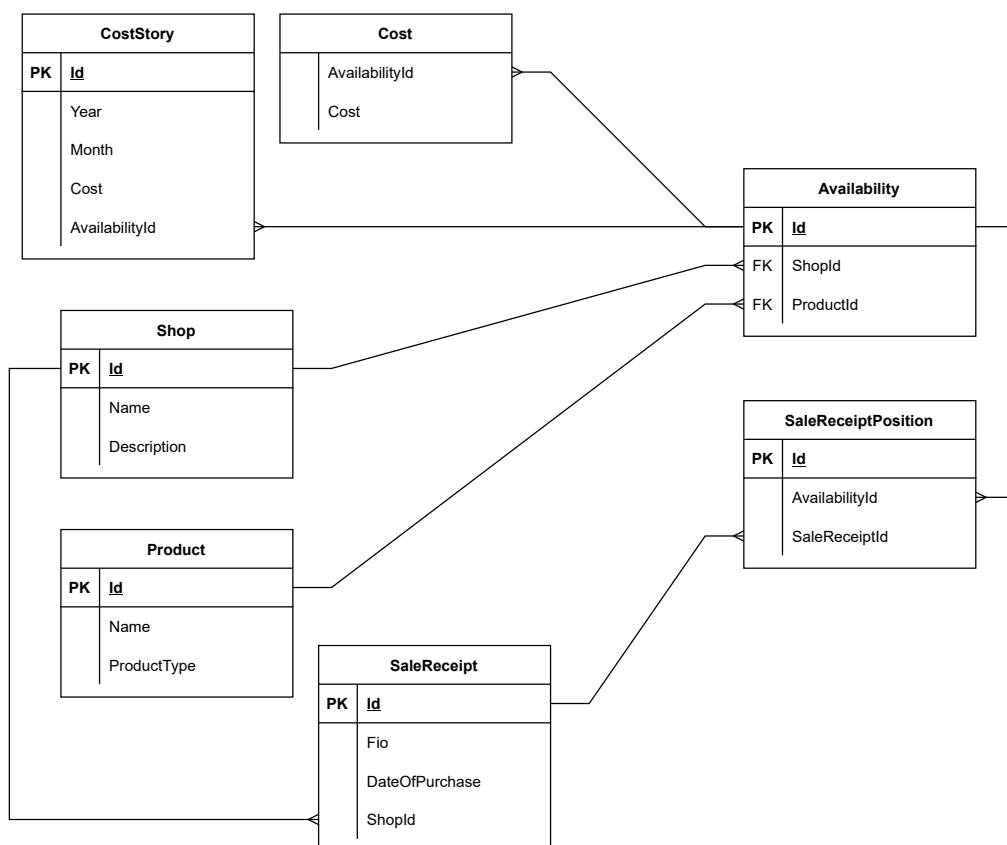 CostStory
PK Id
Year
Month
Cost
AvailabilityId
Cost
AvailabilityId
Cost
Availability
PK Id
FK ShopId
FK ProductId
Shop
PK Id
Name
Description
SaleReceiptPosition
PK Id
AvailabilityId
SaleReceiptId
Product
PK Id
Name
ProductType
SaleReceipt
PK Id
Fio
DateOfPurchase
ShopId